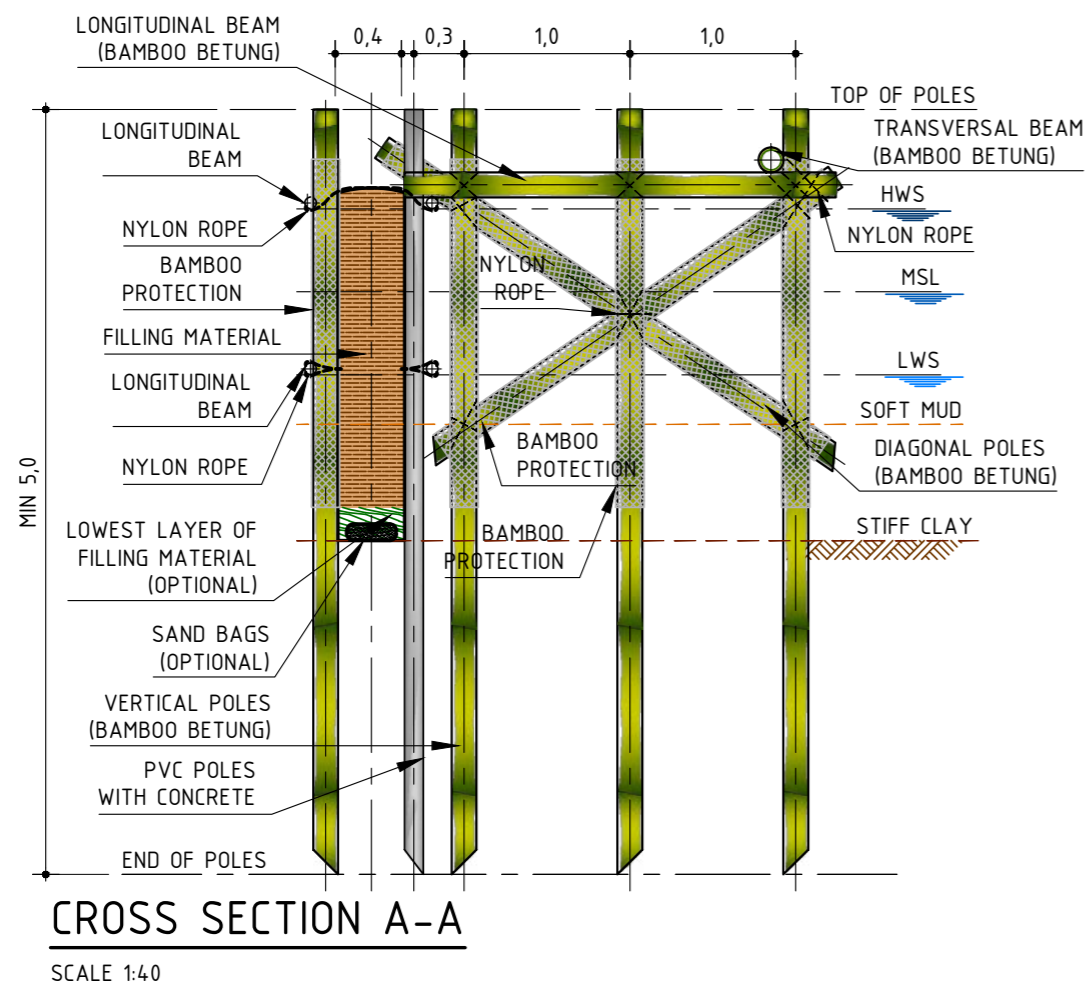 LONGITUDINAL BEAM
(BAMBOO BETUNG)
0,4
0,3
1,0
1,0
TOP OF POLES
LONGITUDINAL
BEAM
TRANSVERSAL BEAM
(BAMBOO BETUNG)
HWS
NYLON ROPE
NYLON ROPE
BAMBOO
PROTECTION
NYLON
ROPE
MSL
FILLING MATERIAL
LONGITUDINAL
BEAM
LWS
SOFT MUD
NYLON ROPE
BAMBOO
PROTECTION
DIAGONAL POLES
(BAMBOO BETUNG)
MIN 5,0
LOWEST LAYER OF
FILLING MATERIAL
(OPTIONAL)
BAMBOO
PROTECTION
STIFF CLAY
SAND BAGS
(OPTIONAL)
VERTICAL POLES
(BAMBOO BETUNG)
PVC POLES
WITH CONCRETE
END OF POLES
CROSS SECTION A-A
SCALE 1:40